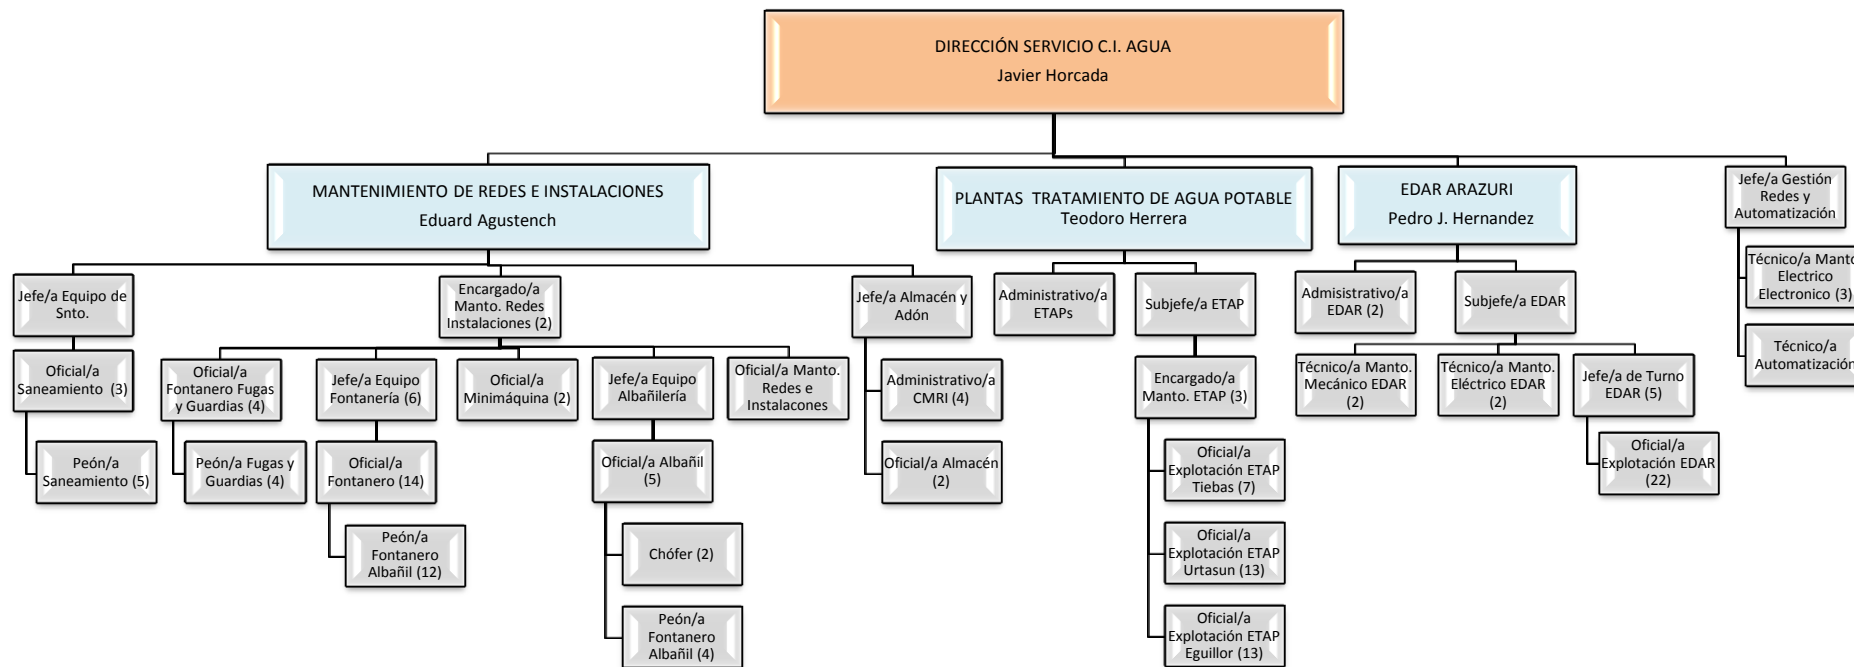 DIRECCIÓN SERVICIO C.I. AGUA
Javier Horcada
MANTENIMIENTO DE REDES E INSTALACIONES
Eduard Agustench
PLANTAS TRATAMIENTO DE AGUA POTABLE
Teodoro Herrera
EDAR ARAZURI
Pedro J. Hernandez
Jefe/a Gestión
Redes y
Automatización
Jefe/a Equipo de
Snto.
Encargado/a
Manto. Redes
Instalaciones (2)
Jefe/a Almacén y
Adón
Administrativo/a
ETAPs
Subjefe/a ETAP
Admisistrativo/a
EDAR (2)
Subjefe/a EDAR
Técnico/a Manto.
Electrico
Electronico (3)
Oficial/a
Saneamiento (3)
Oficial/a
Fontanero Fugas
y Guardias (4)
Jefe/a Equipo
Fontanería (6)
Oficial/a
Minimáquina (2)
Jefe/a Equipo
Albañilería
Oficial/a Manto.
Redes e
Instalacones
Administrativo/a
CMRI (4)
Encargado/a
Manto. ETAP (3)
Técnico/a Manto.
Mecánico EDAR
(2)
Técnico/a Manto.
Eléctrico EDAR
(2)
Jefe/a de Turno
EDAR (5)
Técnico/a
Automatización
Peón/a
Saneamiento (5)
Peón/a Fugas y
Guardias (4)
Oficial/a
Fontanero (14)
Oficial/a Albañil
(5)
Oficial/a Almacén
(2)
Oficial/a
Explotación ETAP
Tiebas (7)
Oficial/a
Explotación EDAR
(22)
Peón/a
Fontanero
Albañil (12)
Chófer (2)
Oficial/a
Explotación ETAP
Urtasun (13)
Peón/a
Fontanero
Albañil (4)
Oficial/a
Explotación ETAP
Eguillor (13)